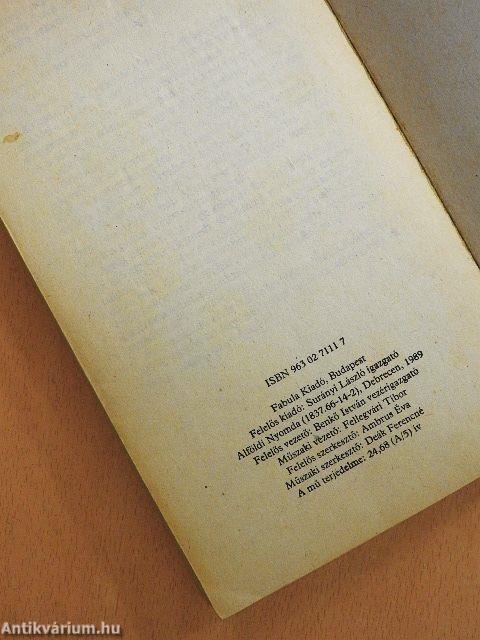 ISBN 963 02 7111 7
Fabula Kiadó, Budapest
Felelős kiadó: Surányi László igazgató
Alföldi Nyomda (1837.66-14-2), Debrecen, 1989
Felelős vezető: Benkő István vezérigazgató
Műszaki vezető: Fellegvári Tibor
Felelős szerkesztő: Ambrus Éva
Műszaki szerkesztő: Deák Ferencné
A mű terjedelme: 24,68 (A/5) ív
Antikvárium.hu